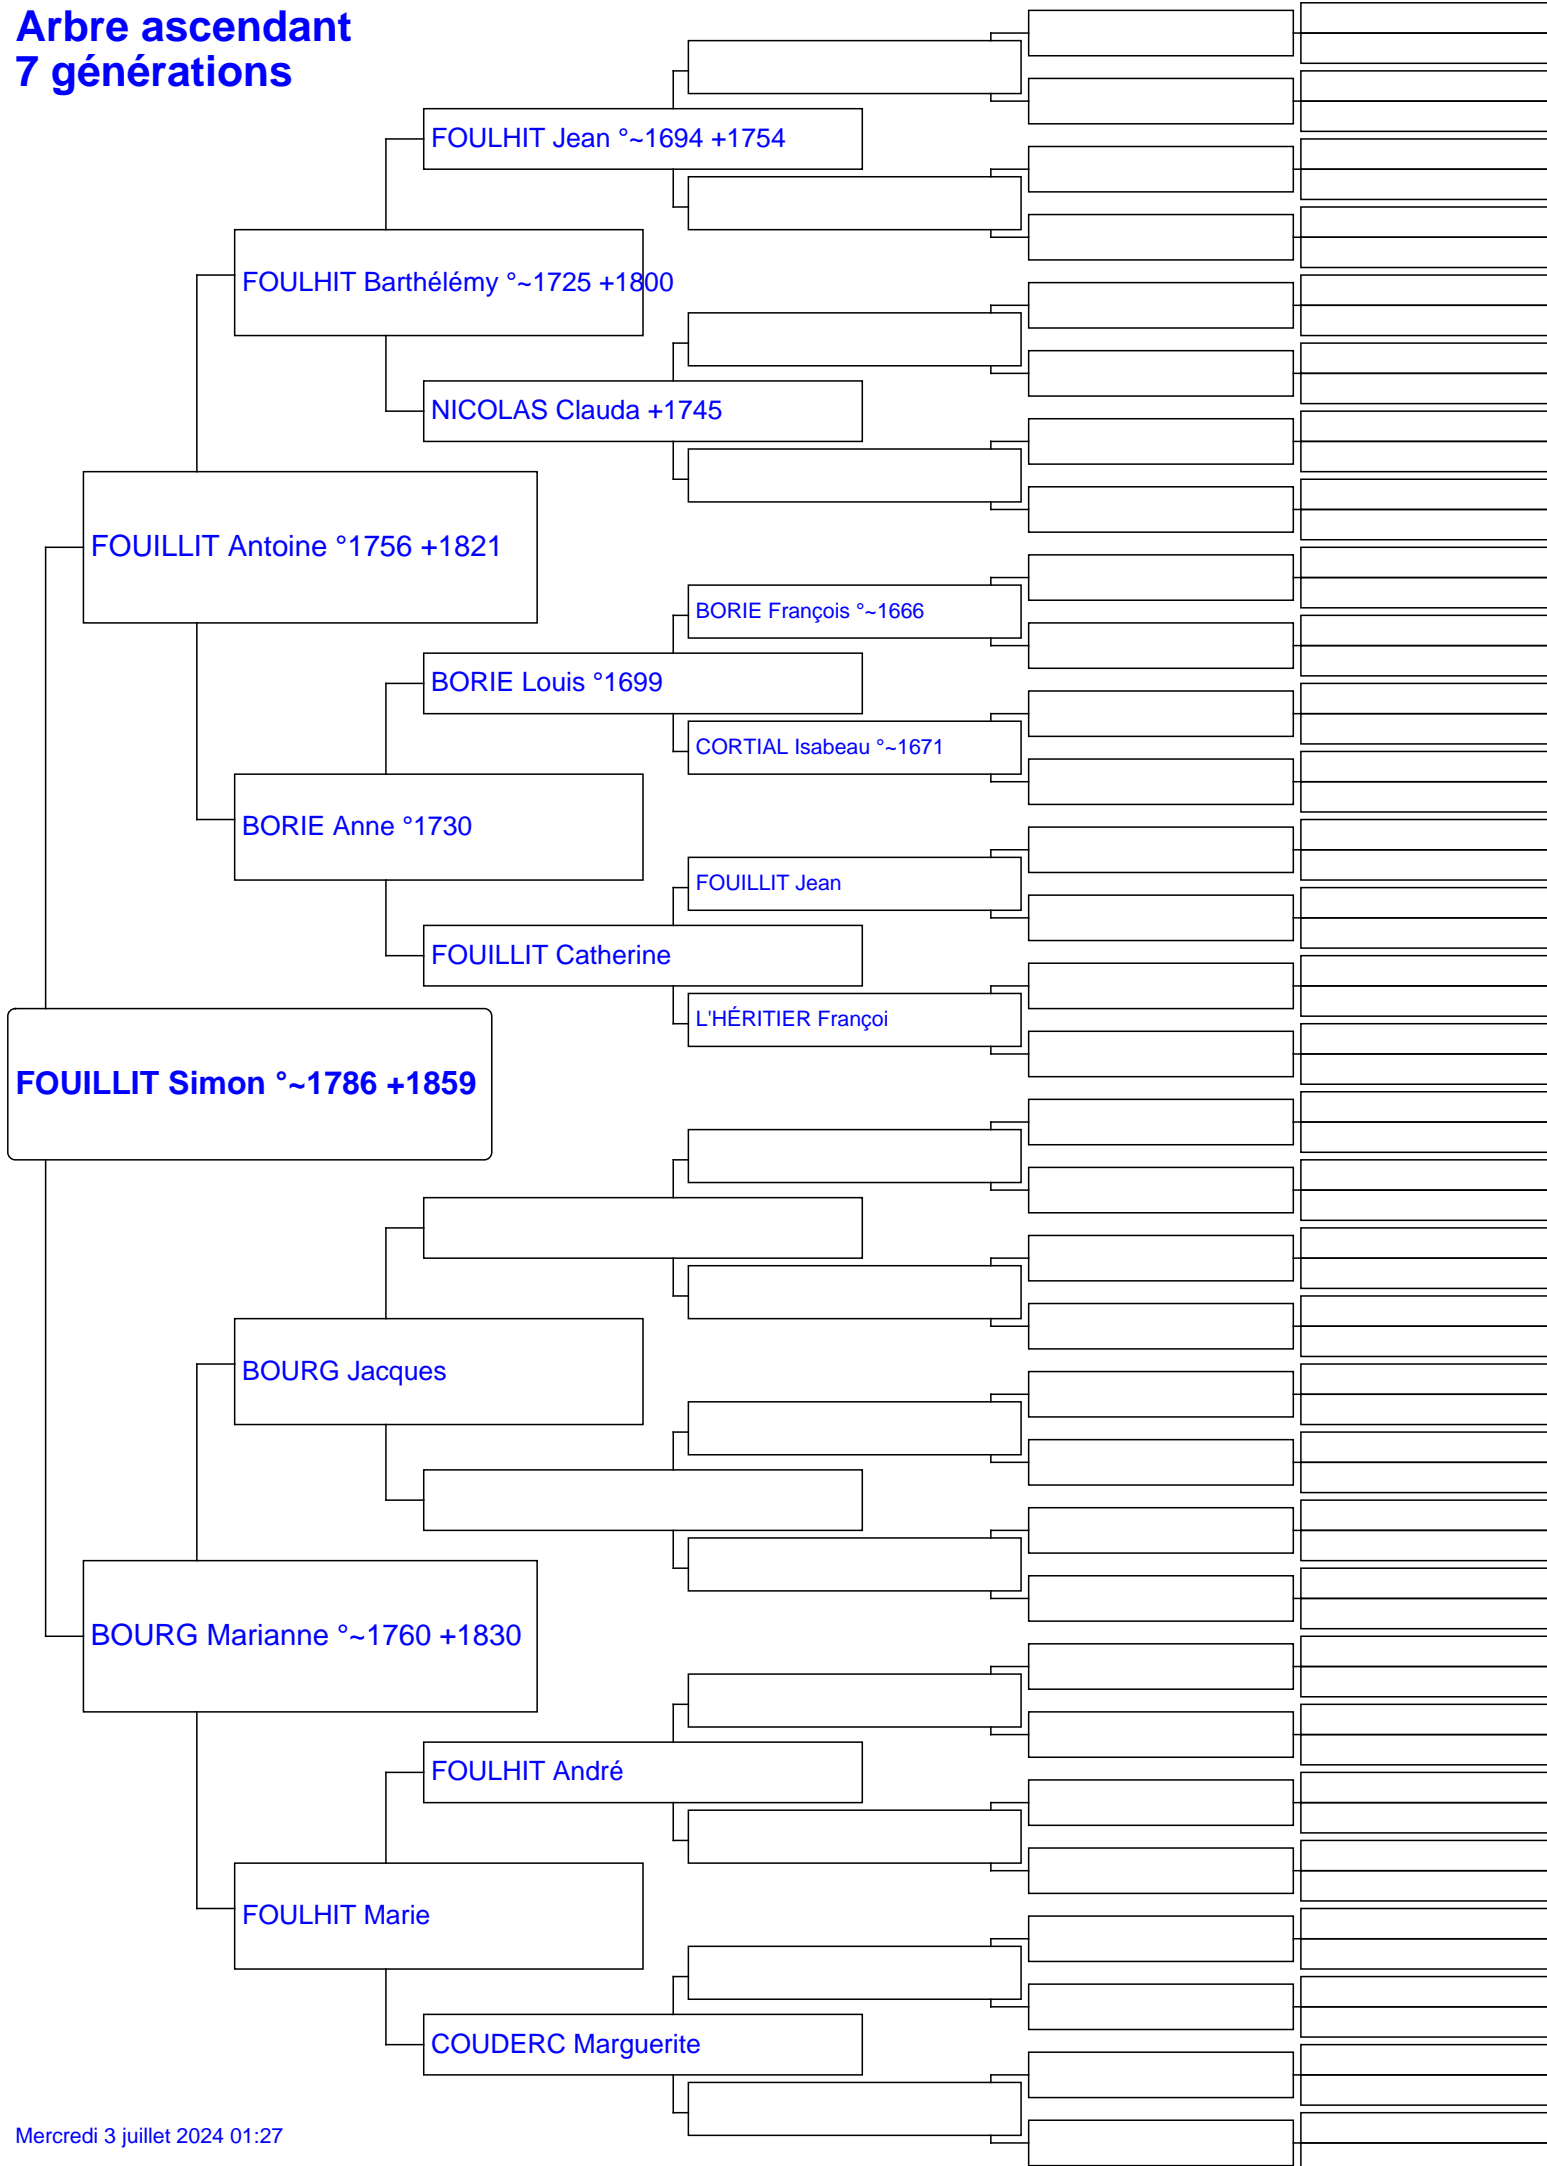 Arbre ascendant
7 générations
FOULHIT Jean °~1694 +1754
FOULHIT Barthélémy °~1725 +1800
NICOLAS Clauda +1745
FOUILLIT Antoine °1756 +1821
BORIE François °~1666
BORIE Louis °1699
CORTIAL Isabeau °~1671
BORIE Anne °1730
FOUILLIT Jean
FOUILLIT Catherine
L'HÉRITIER Françoi
FOUILLIT Simon °~1786 +1859
BOURG Jacques
BOURG Marianne °~1760 +1830
FOULHIT André
FOULHIT Marie
COUDERC Marguerite
Mercredi 3 juillet 2024 01:27